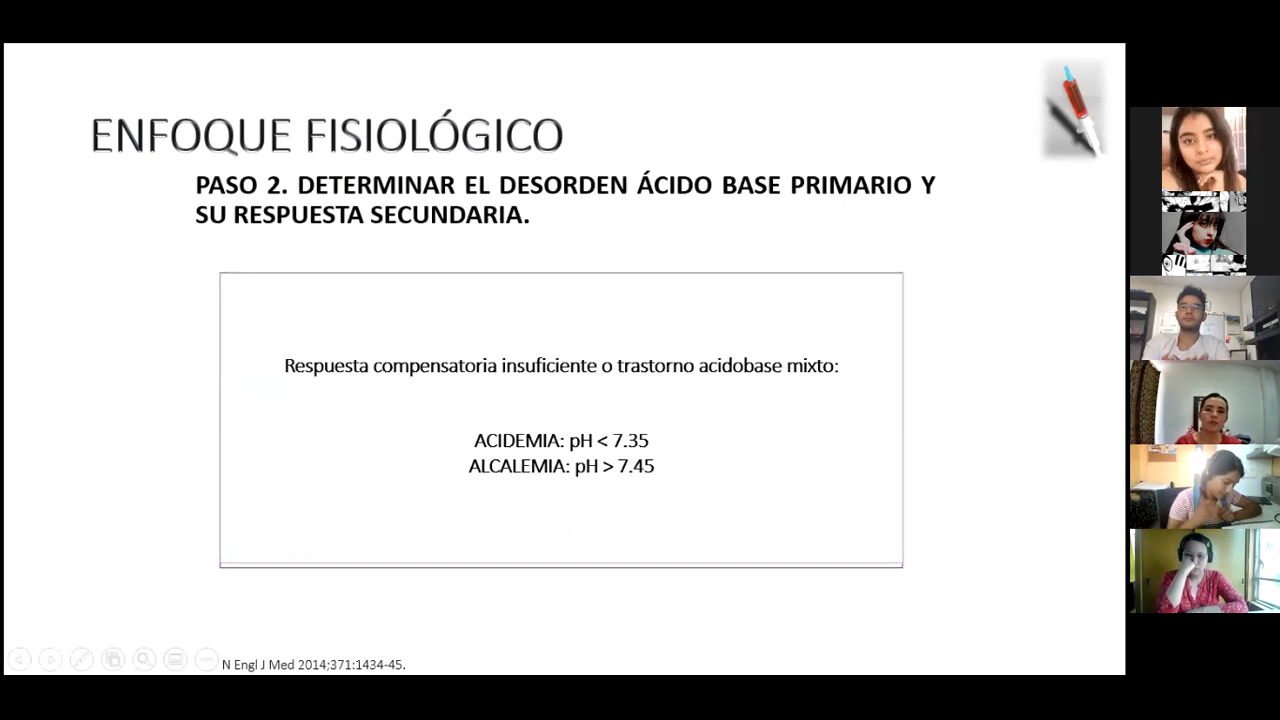 ENFOQUE FISIOLÓGICO
PASO 2. DETERMINAR EL DESORDEN ÁCIDO BASE PRIMARIO Y
SU RESPUESTA SECUNDARIA.
Respuesta compensatoria insuficiente o trastorno acidobase mixto:
ACIDEMIA: pH < 7.35
ALCALEMIA: pH > 7.45
N Engl J Med 2014;371:1434-45.